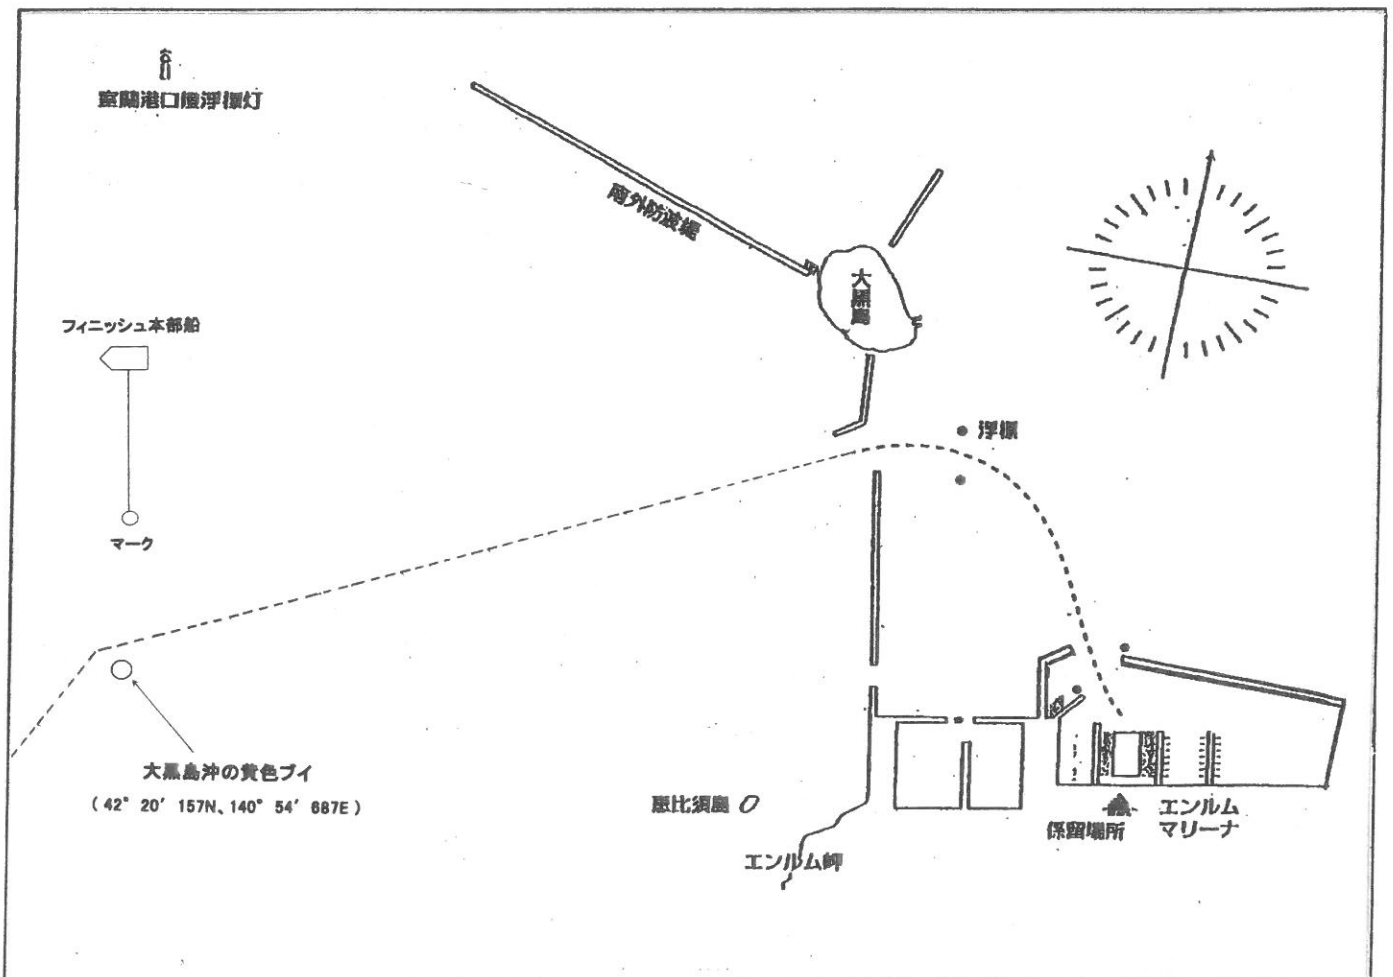 室蘭港口燈浮標灯
南外防波堤
大黒島
フィニッシュ本部船
浮標
マーク
大黒島沖の黄色ブイ
（42° 20′ 157N、140° 54′ 687E）
恵比須島
エンルム岬
係留場所
エンルム
マリーナ